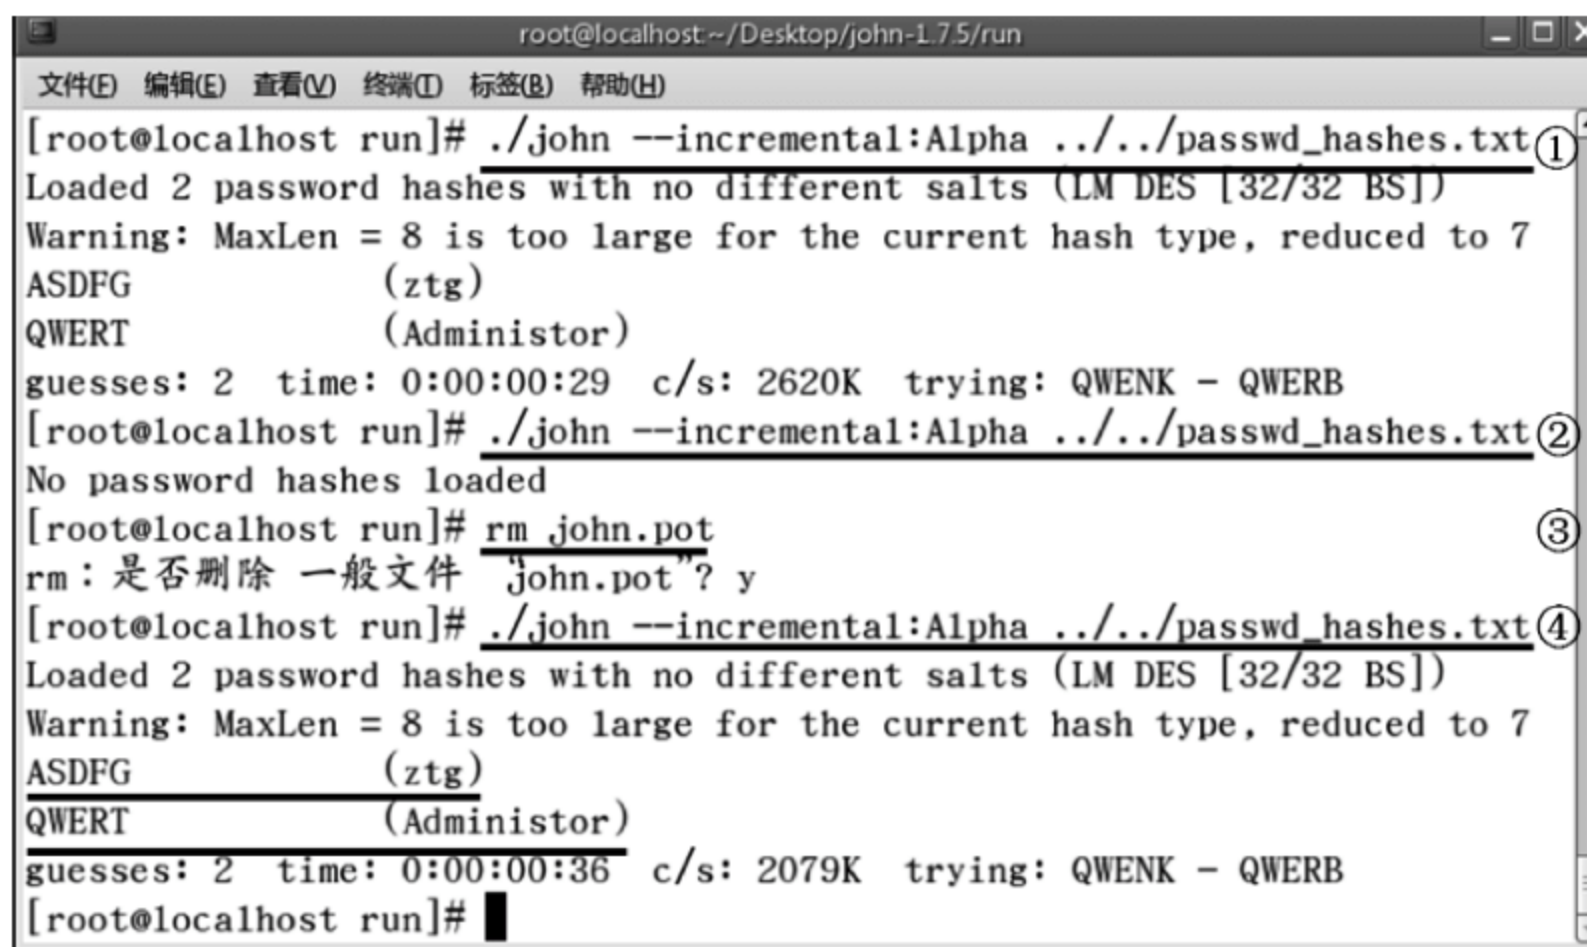 root@localhost:~/Desktop/john-1.7.5/run
文件(F) 编辑(E) 查看(V) 终端(T) 标签(B) 帮助(H)
[root@localhost run]# ./john --incremental:Alpha ../../passwd_hashes.txt ①
Loaded 2 password hashes with no different salts (LM DES [32/32 BS])
Warning: MaxLen = 8 is too large for the current hash type, reduced to 7
ASDFG (ztg)
QWERT (Administor)
guesses: 2 time: 0:00:00:29 c/s: 2620K trying: QWENK - QWERB
[root@localhost run]# ./john --incremental:Alpha ../../passwd_hashes.txt ②
No password hashes loaded
[root@localhost run]# rm john.pot ③
rm：是否删除 一般文件 “john.pot”? y
[root@localhost run]# ./john --incremental:Alpha ../../passwd_hashes.txt ④
Loaded 2 password hashes with no different salts (LM DES [32/32 BS])
Warning: MaxLen = 8 is too large for the current hash type, reduced to 7
ASDFG (ztg)
QWERT (Administor)
guesses: 2 time: 0:00:00:36 c/s: 2079K trying: QWENK - QWERB
[root@localhost run]#